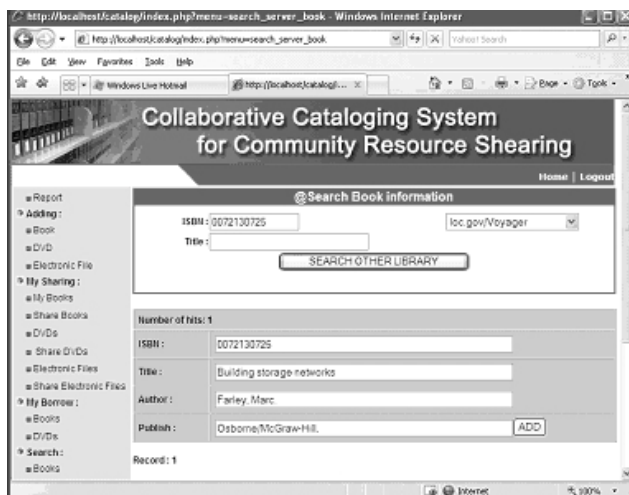 http://localhost/catalog/index.php?menu=search_server_book - Windows Internet Explorer
http://localhost/catalog/index.php?menu=search_server_book
Yahoo! Search
File Edit View Favorites Tools Help
Windows Live Hotmail
http://localhost/catalog/i...
Page
Tools
Collaborative Cataloging System
for Community Resource Shearing
Home | Logout
Report
Adding :
Book
DVD
Electronic File
My Sharing :
My Books
Share Books
DVDs
Share DVDs
Electronic Files
Share Electronic Files
My Borrow :
Books
DVDs
Search :
Books
@Search Book information
ISBN : 0072130725
loc.gov/Voyager
Title :
SEARCH OTHER LIBRARY
Number of hits: 1
ISBN : 0072130725
Title : Building storage networks
Author : Farley, Marc.
Publish : Osborne/McGraw-Hill, ADD
Record: 1
Internet
100%